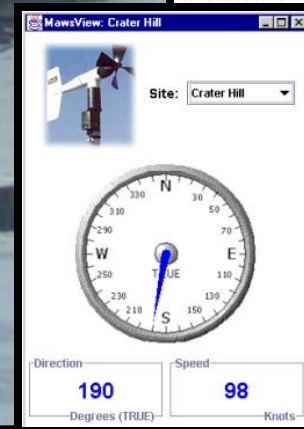 MawsView: Crater Hill
Site: Crater Hill
N
30
50
70
E
110
130
150
S
210
230
250
W
290
310
330
TRUE
Direction
190
Degrees (TRUE)
Speed
98
Knots